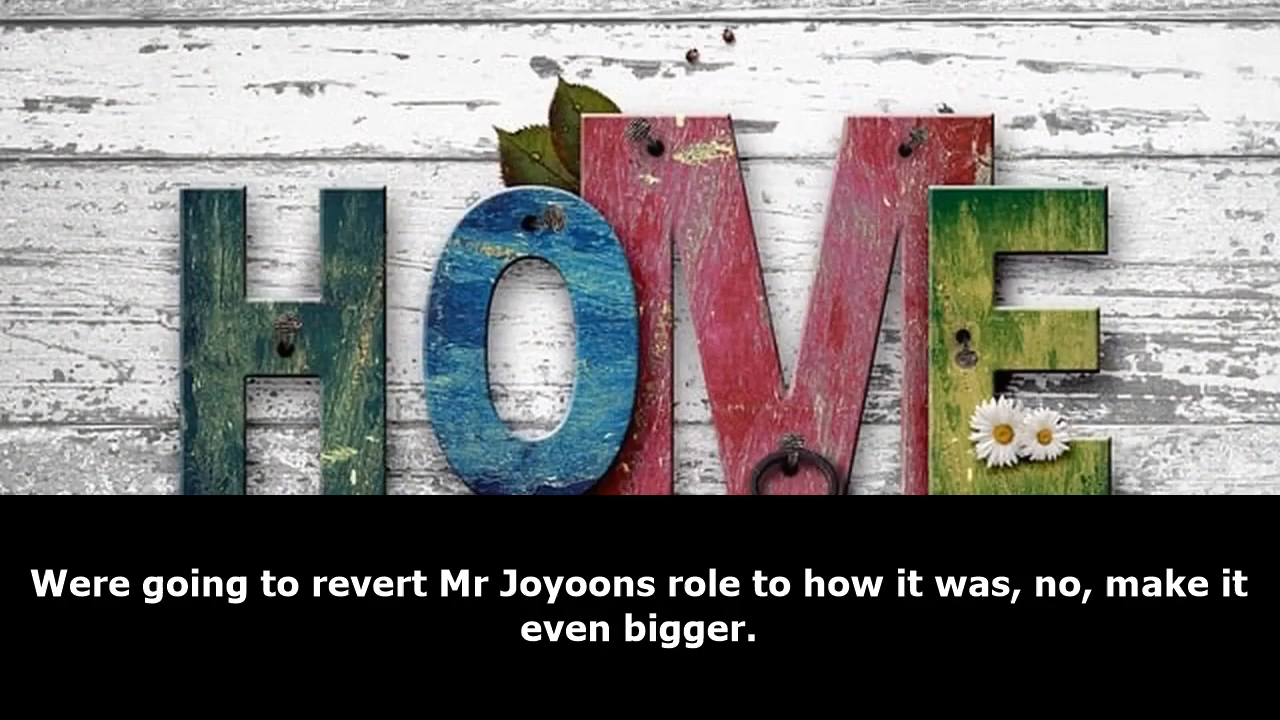 HOME
Were going to revert Mr Joyoons role to how it was, no, make it
even bigger.